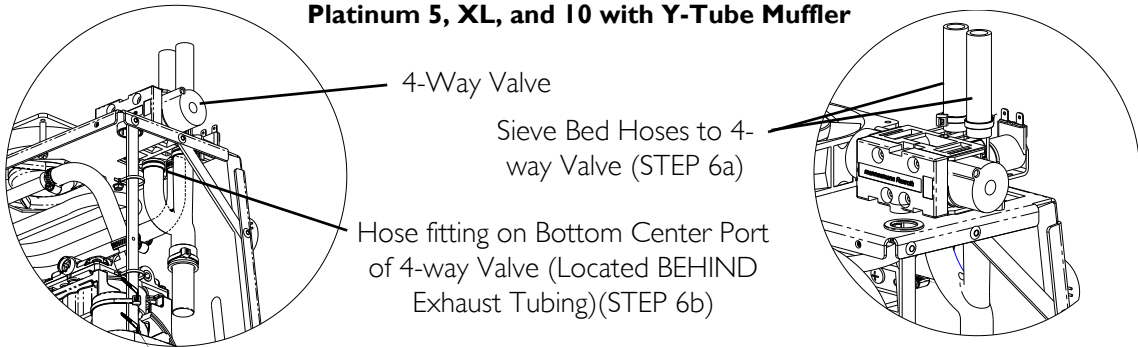 Platinum 5, XL, and 10 with Y-Tube Muffler
4-Way Valve
Sieve Bed Hoses to 4-
way Valve (STEP 6a)
Hose fitting on Bottom Center Port
of 4-way Valve (Located BEHIND
Exhaust Tubing)(STEP 6b)